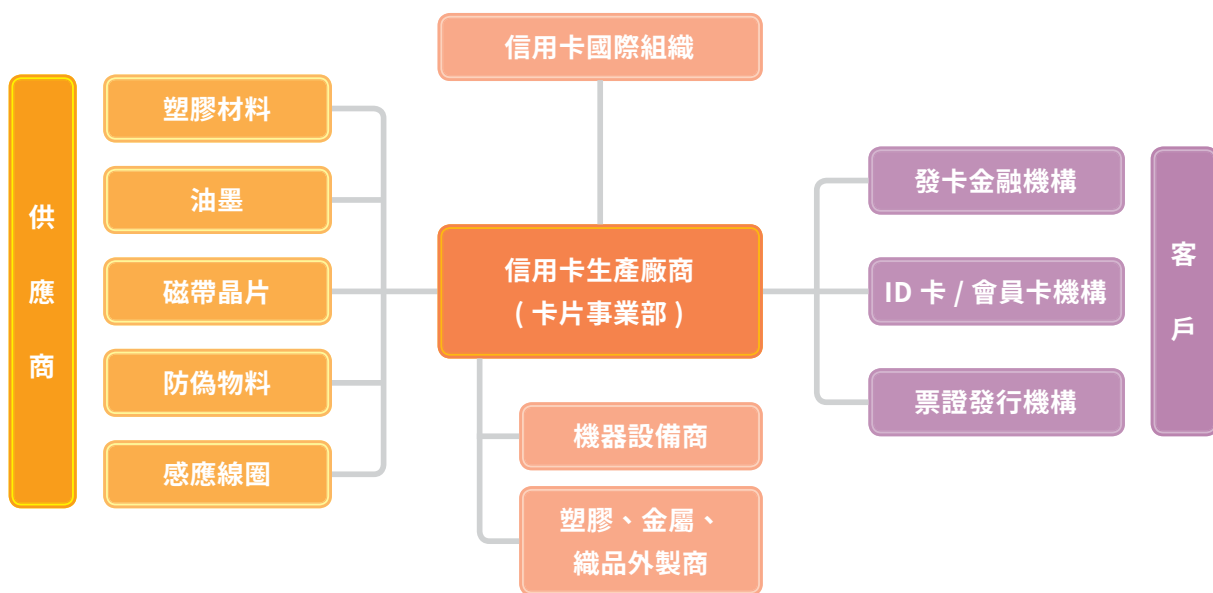 信用卡國際組織
供應商
塑膠材料
油墨
磁帶晶片
防偽物料
感應線圈
信用卡生產廠商
( 卡片事業部 )
機器設備商
塑膠、金屬、
織品外製商
發卡金融機構
ID 卡 / 會員卡機構
票證發行機構
客戶